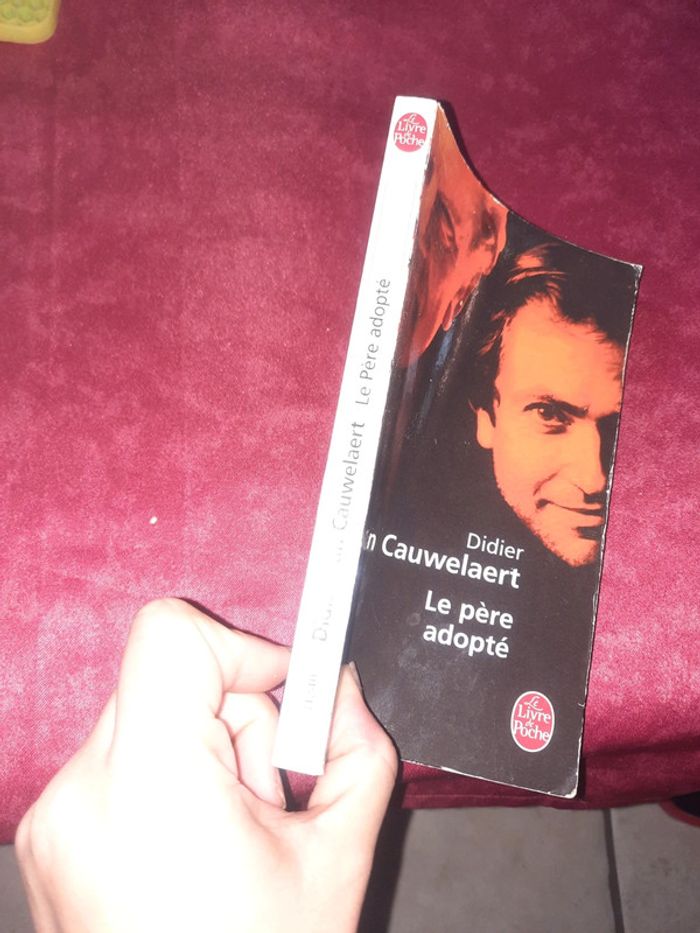 Le
Livre
de
Poche
Cauwelaert Le Père adopté
Didier
Cauwelaert
Le père
adopté
Le
Livre
de
Poche